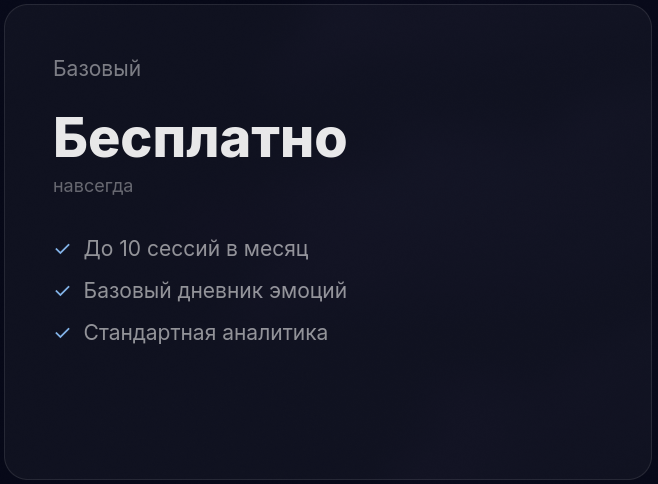 Базовый
Бесплатно
навсегда
До 10 сессий в месяц
Базовый дневник эмоций
Стандартная аналитика